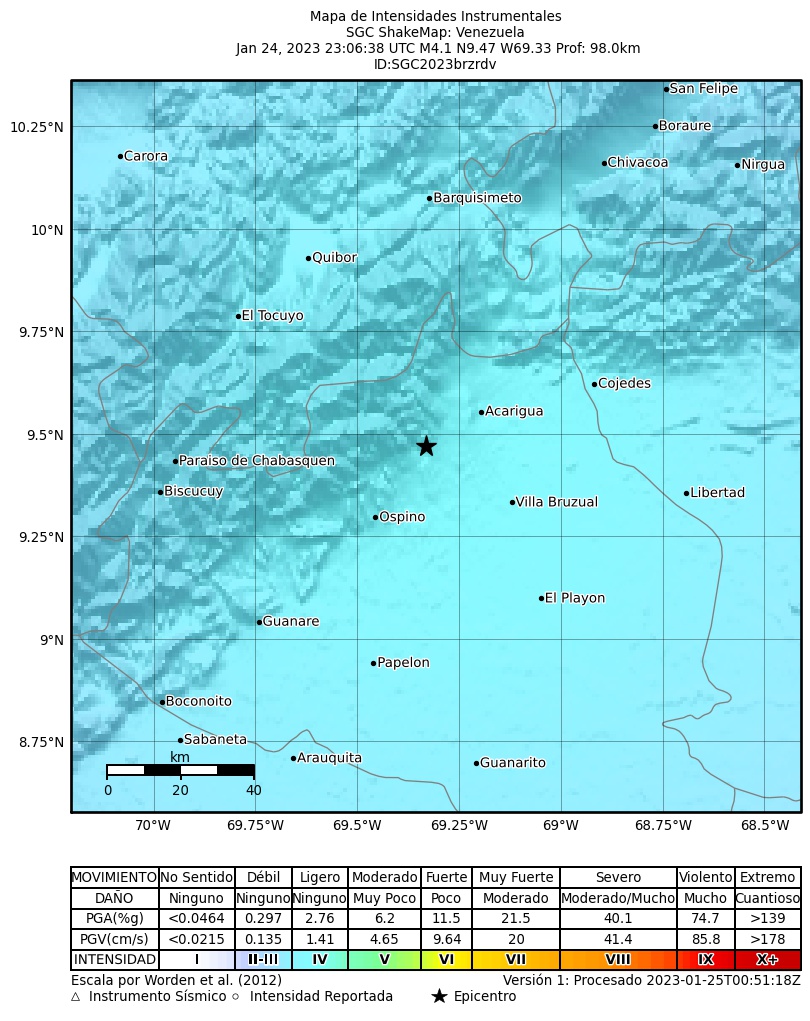 Mapa de Intensidades Instrumentales
SGC ShakeMap: Venezuela
Jan 24, 2023 23:06:38 UTC M4.1 N9.47 W69.33 Prof: 98.0km
ID:SGC2023brzrdv
San Felipe
10.25°N
Boraure
Carora
Chivacoa
Nirgua
Barquisimeto
10°N
Quibor
El Tocuyo
9.75°N
Cojedes
Acarigua
9.5°N
Paraiso de Chabasquen
Biscucuy
Libertad
Villa Bruzual
Ospino
9.25°N
El Playon
Guanare
9°N
Papelon
Boconoito
Sabaneta
8.75°N
km
Arauquita
Guanarito
0 20 40
70°W 69.75°W 69.5°W 69.25°W 69°W 68.75°W 68.5°W
MOVIMIENTO No Sentido Débil Ligero Moderado Fuerte Muy Fuerte Severo Violento Extremo
DAÑO Ninguno Ninguno Ninguno Muy Poco Poco Moderado Moderado/Mucho Mucho Cuantioso
PGA(%g) <0.0464 0.297 2.76 6.2 11.5 21.5 40.1 74.7 >139
PGV(cm/s) <0.0215 0.135 1.41 4.65 9.64 20 41.4 85.8 >178
INTENSIDAD I II-III IV V VI VII VIII IX X+
Escala por Worden et al. (2012) Versión 1: Procesado 2023-01-25T00:51:18Z
△ Instrumento Sísmico ○ Intensidad Reportada ★ Epicentro